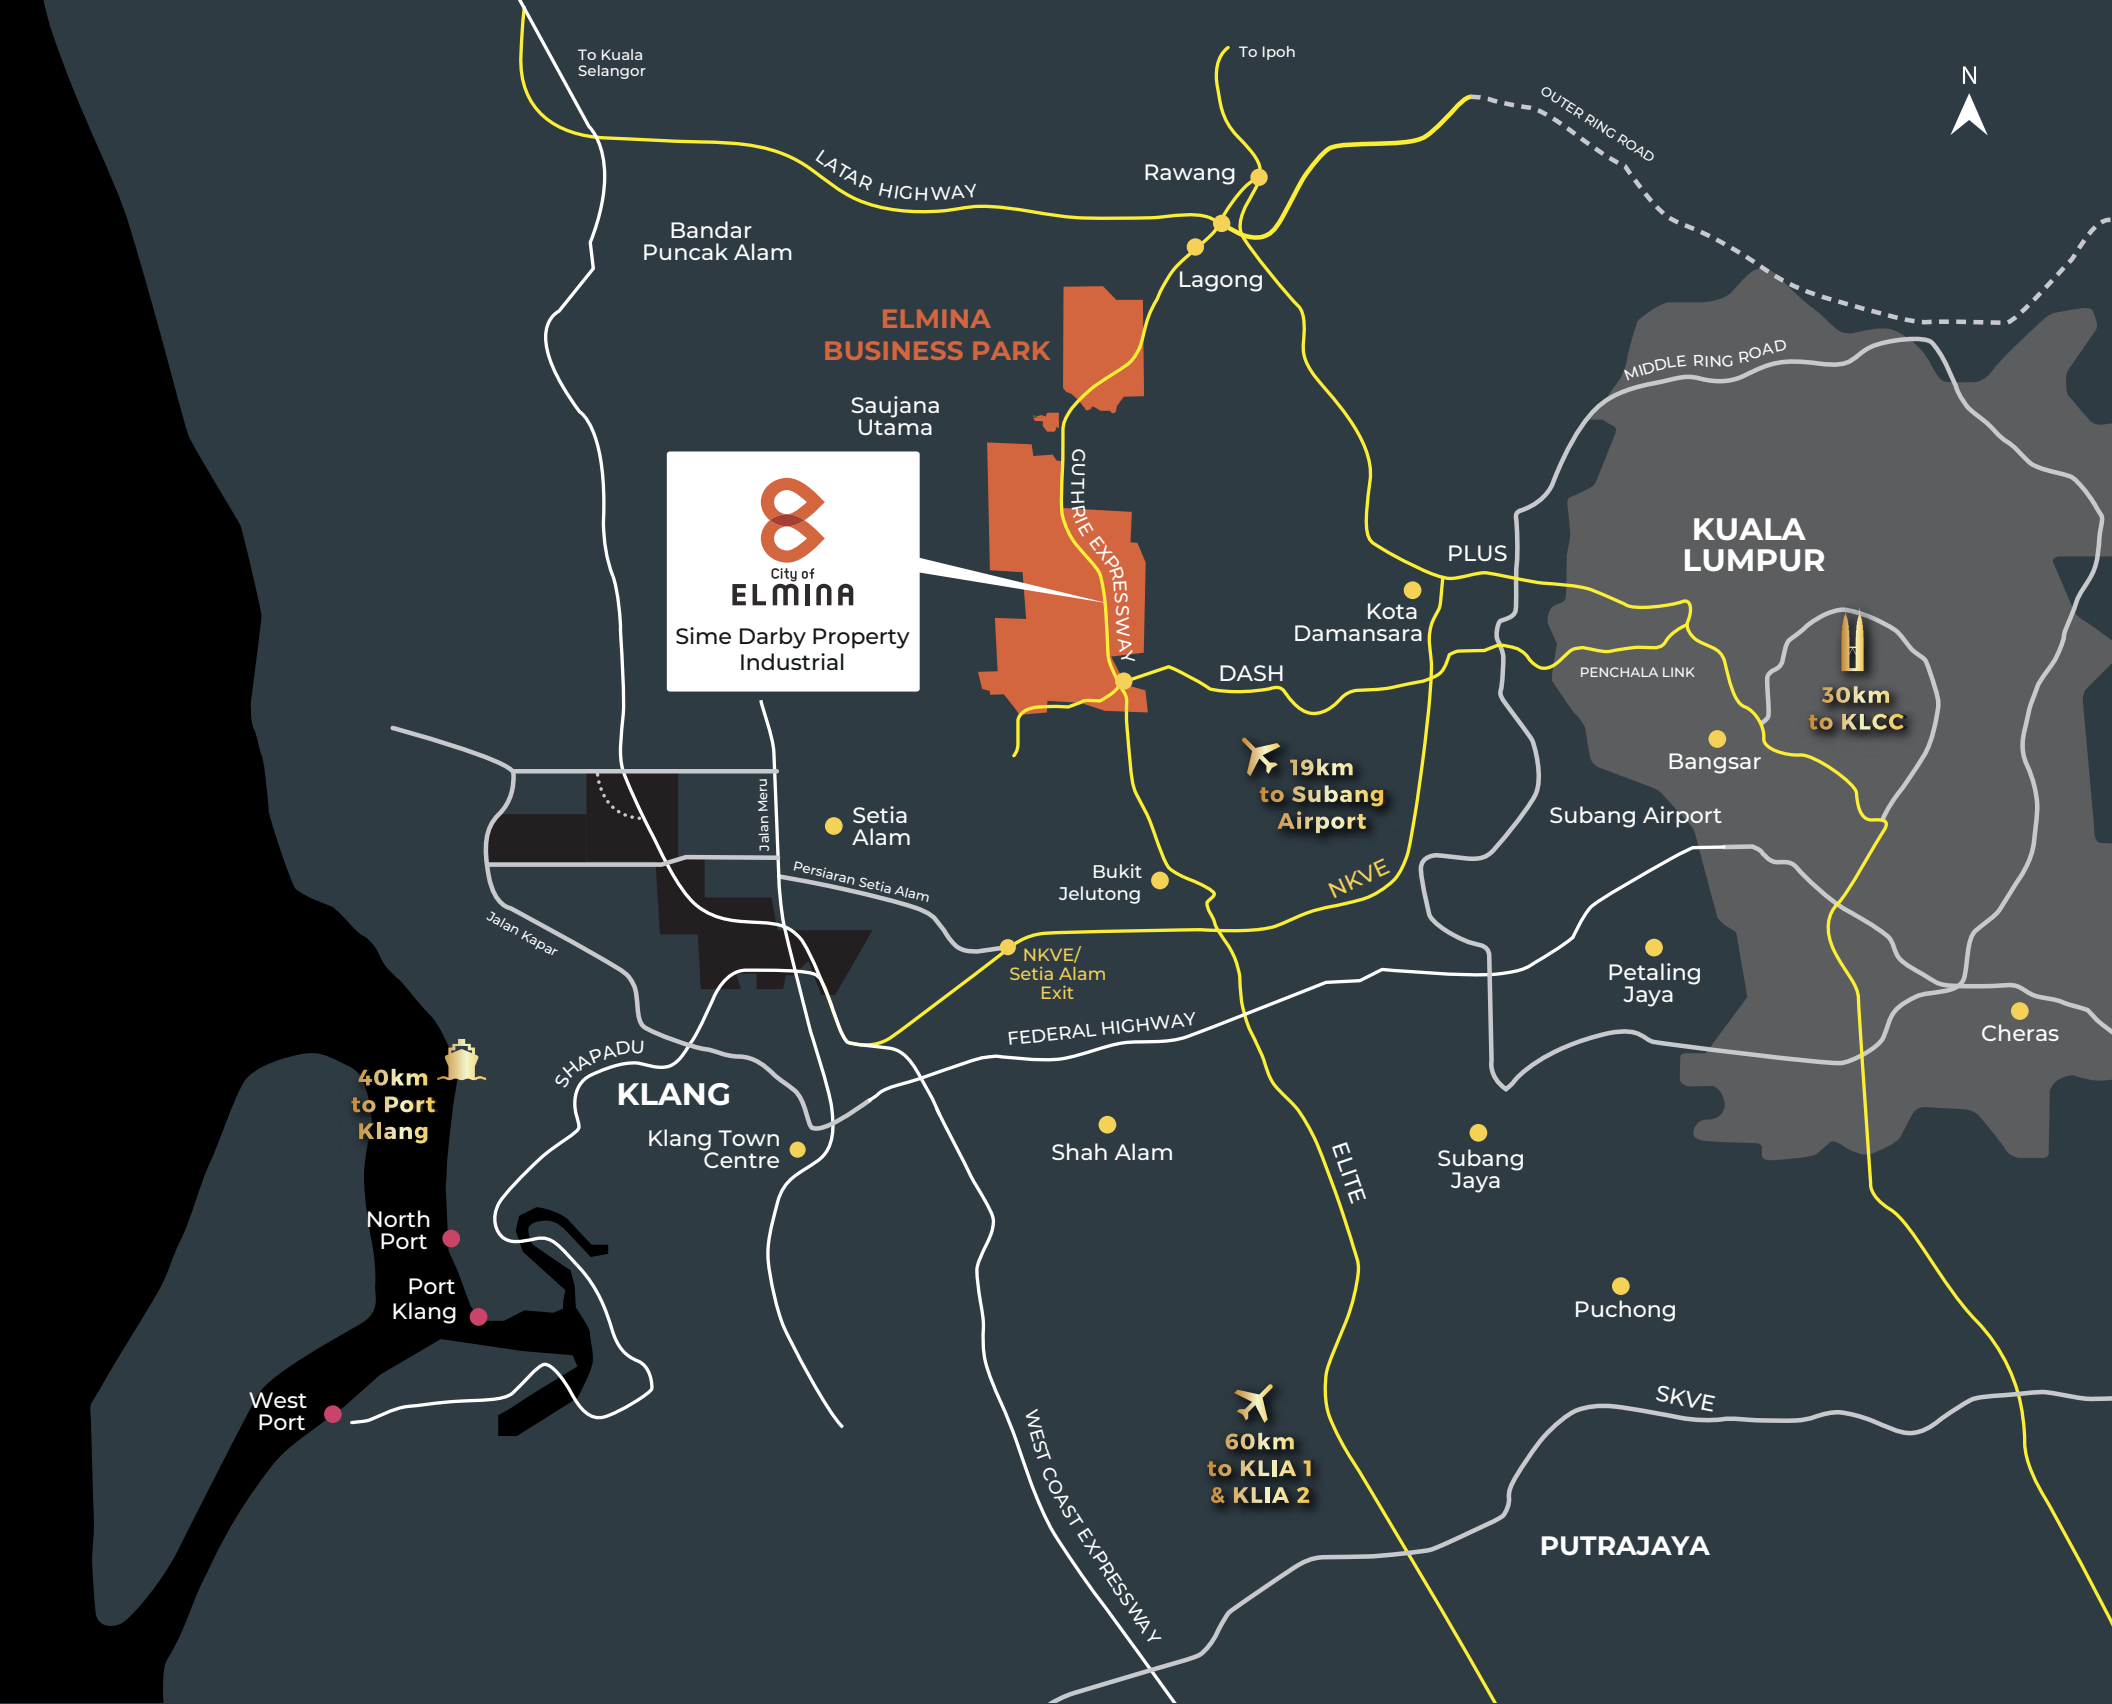 To Kuala
Selangor
To Ipoh
N
OUTER RING ROAD
LATAR HIGHWAY
Rawang
Bandar
Puncak Alam
Lagong
ELMINA
BUSINESS PARK
MIDDLE RING ROAD
Saujana
Utama
GUTHRIE EXPRESSWAY
City of
ELMINA
Sime Darby Property
Industrial
KUALA
LUMPUR
PLUS
Kota
Damansara
DASH
PENCHALA LINK
30km
to KLCC
Bangsar
19km
to Subang
Airport
Subang Airport
Jalan Meru
Setia
Alam
Persiaran Setia Alam
Bukit
Jelutong
NKVE
Jalan Kapar
NKVE/
Setia Alam
Exit
Petaling
Jaya
FEDERAL HIGHWAY
Cheras
SHAPADU
40km
to Port
Klang
KLANG
Klang Town
Centre
Shah Alam
ELITE
Subang
Jaya
North
Port
Port
Klang
Puchong
West
Port
SKVE
WEST COAST EXPRESSWAY
60km
to KLIA 1
& KLIA 2
PUTRAJAYA